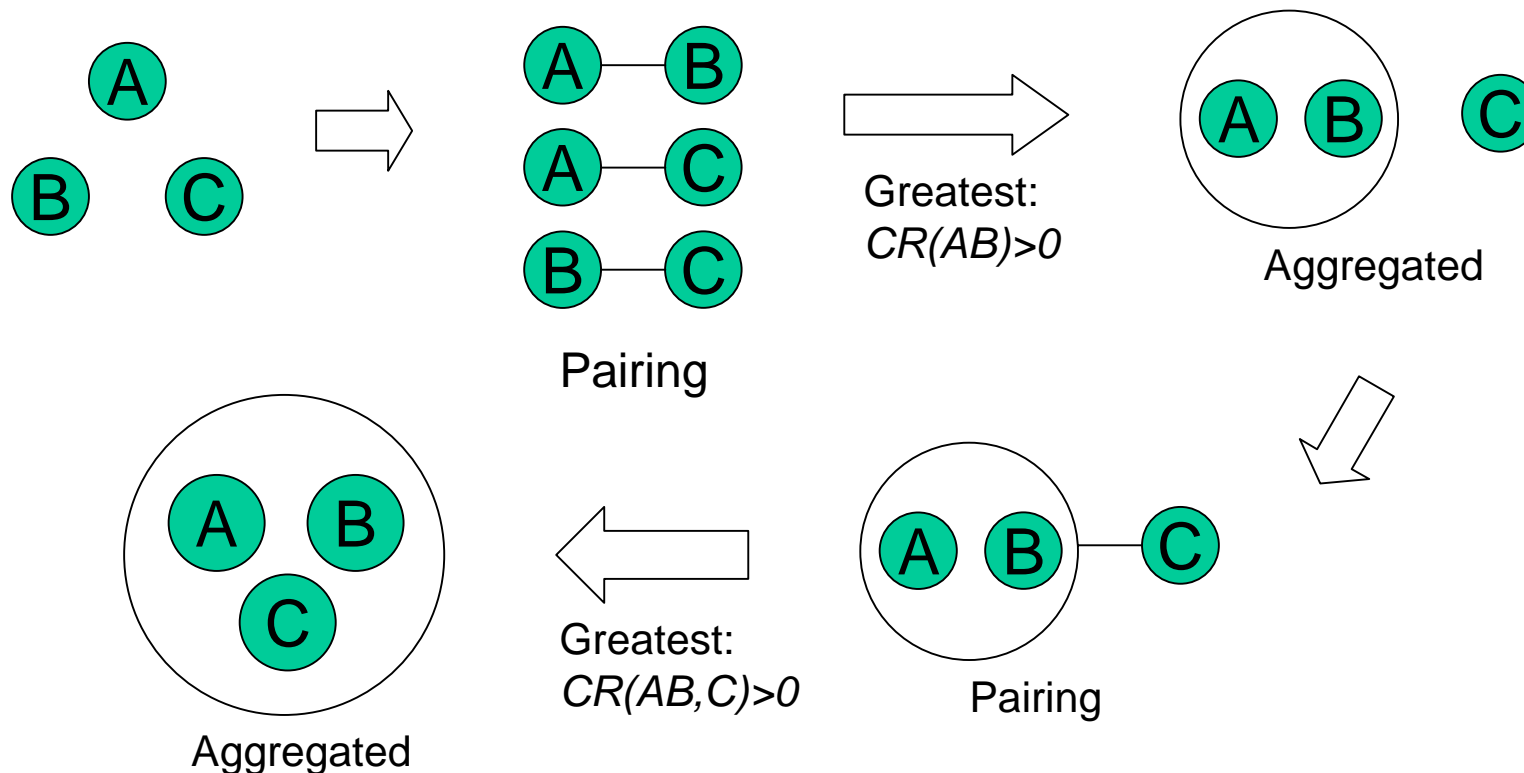 A
B C
A B
A C
B C
Pairing
Greatest:
CR(AB)>0
A B C
Aggregated
A B C
Pairing
Greatest:
CR(AB,C)>0
A B
C
Aggregated